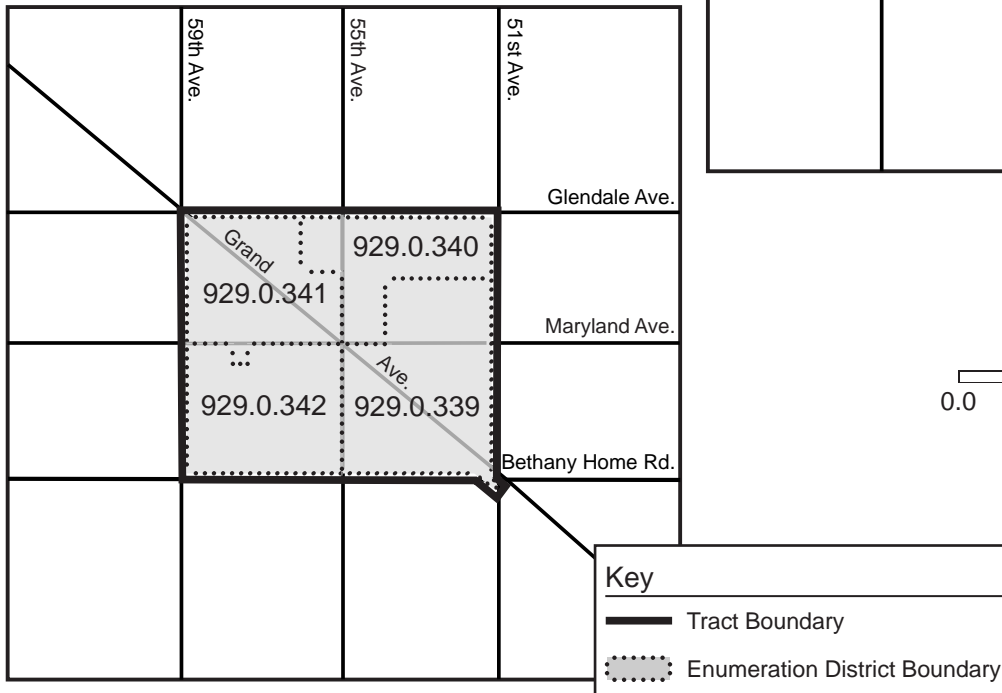 59th Ave.
55th Ave.
51st Ave.
Glendale Ave.
Grand
929.0.340
929.0.341
Maryland Ave.
Ave.
929.0.342
929.0.339
0.0
Bethany Home Rd.
Key
Tract Boundary
Enumeration District Boundary